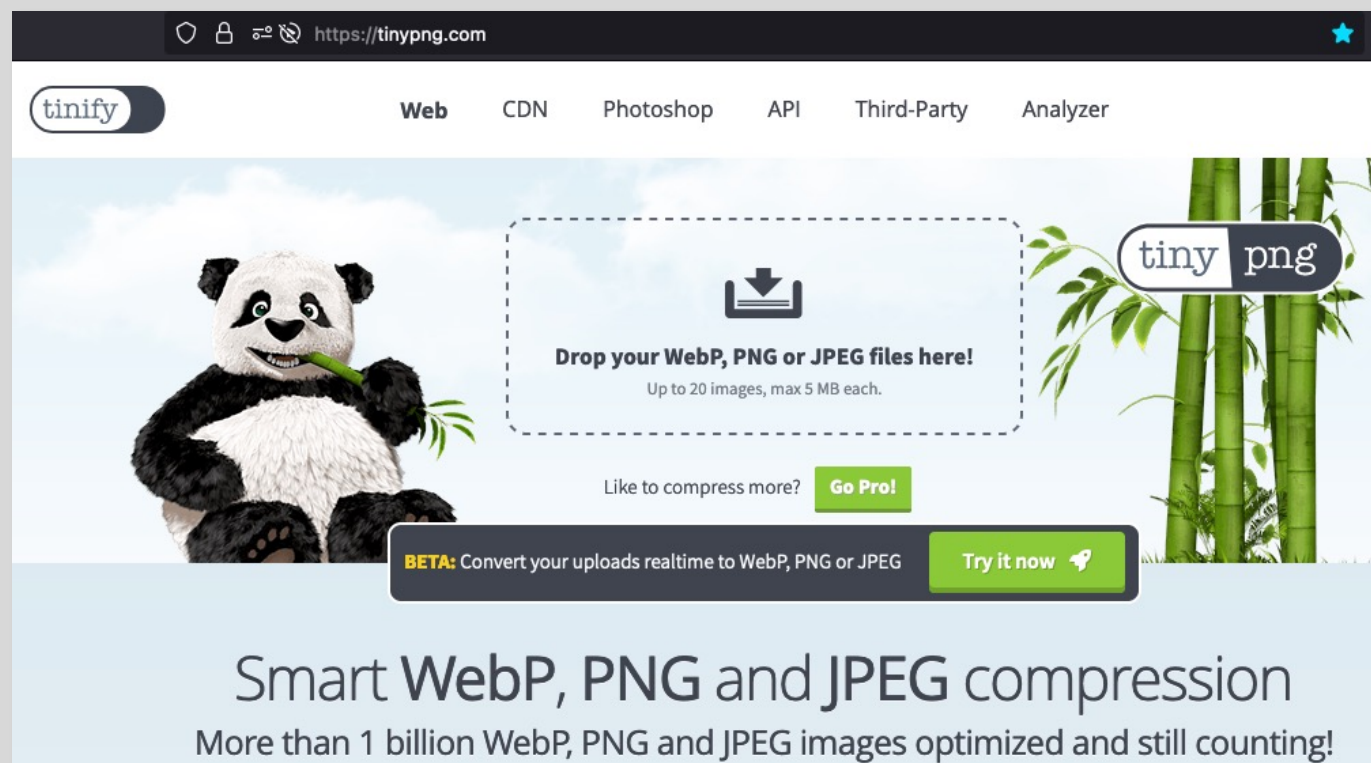 https://tinypng.com
tinify
Web CDN Photoshop API Third-Party Analyzer
tiny png
Drop your WebP, PNG or JPEG files here!
Up to 20 images, max 5 MB each.
Like to compress more? Go Pro!
BETA: Convert your uploads realtime to WebP, PNG or JPEG Try it now
Smart WebP, PNG and JPEG compression
More than 1 billion WebP, PNG and JPEG images optimized and still counting!